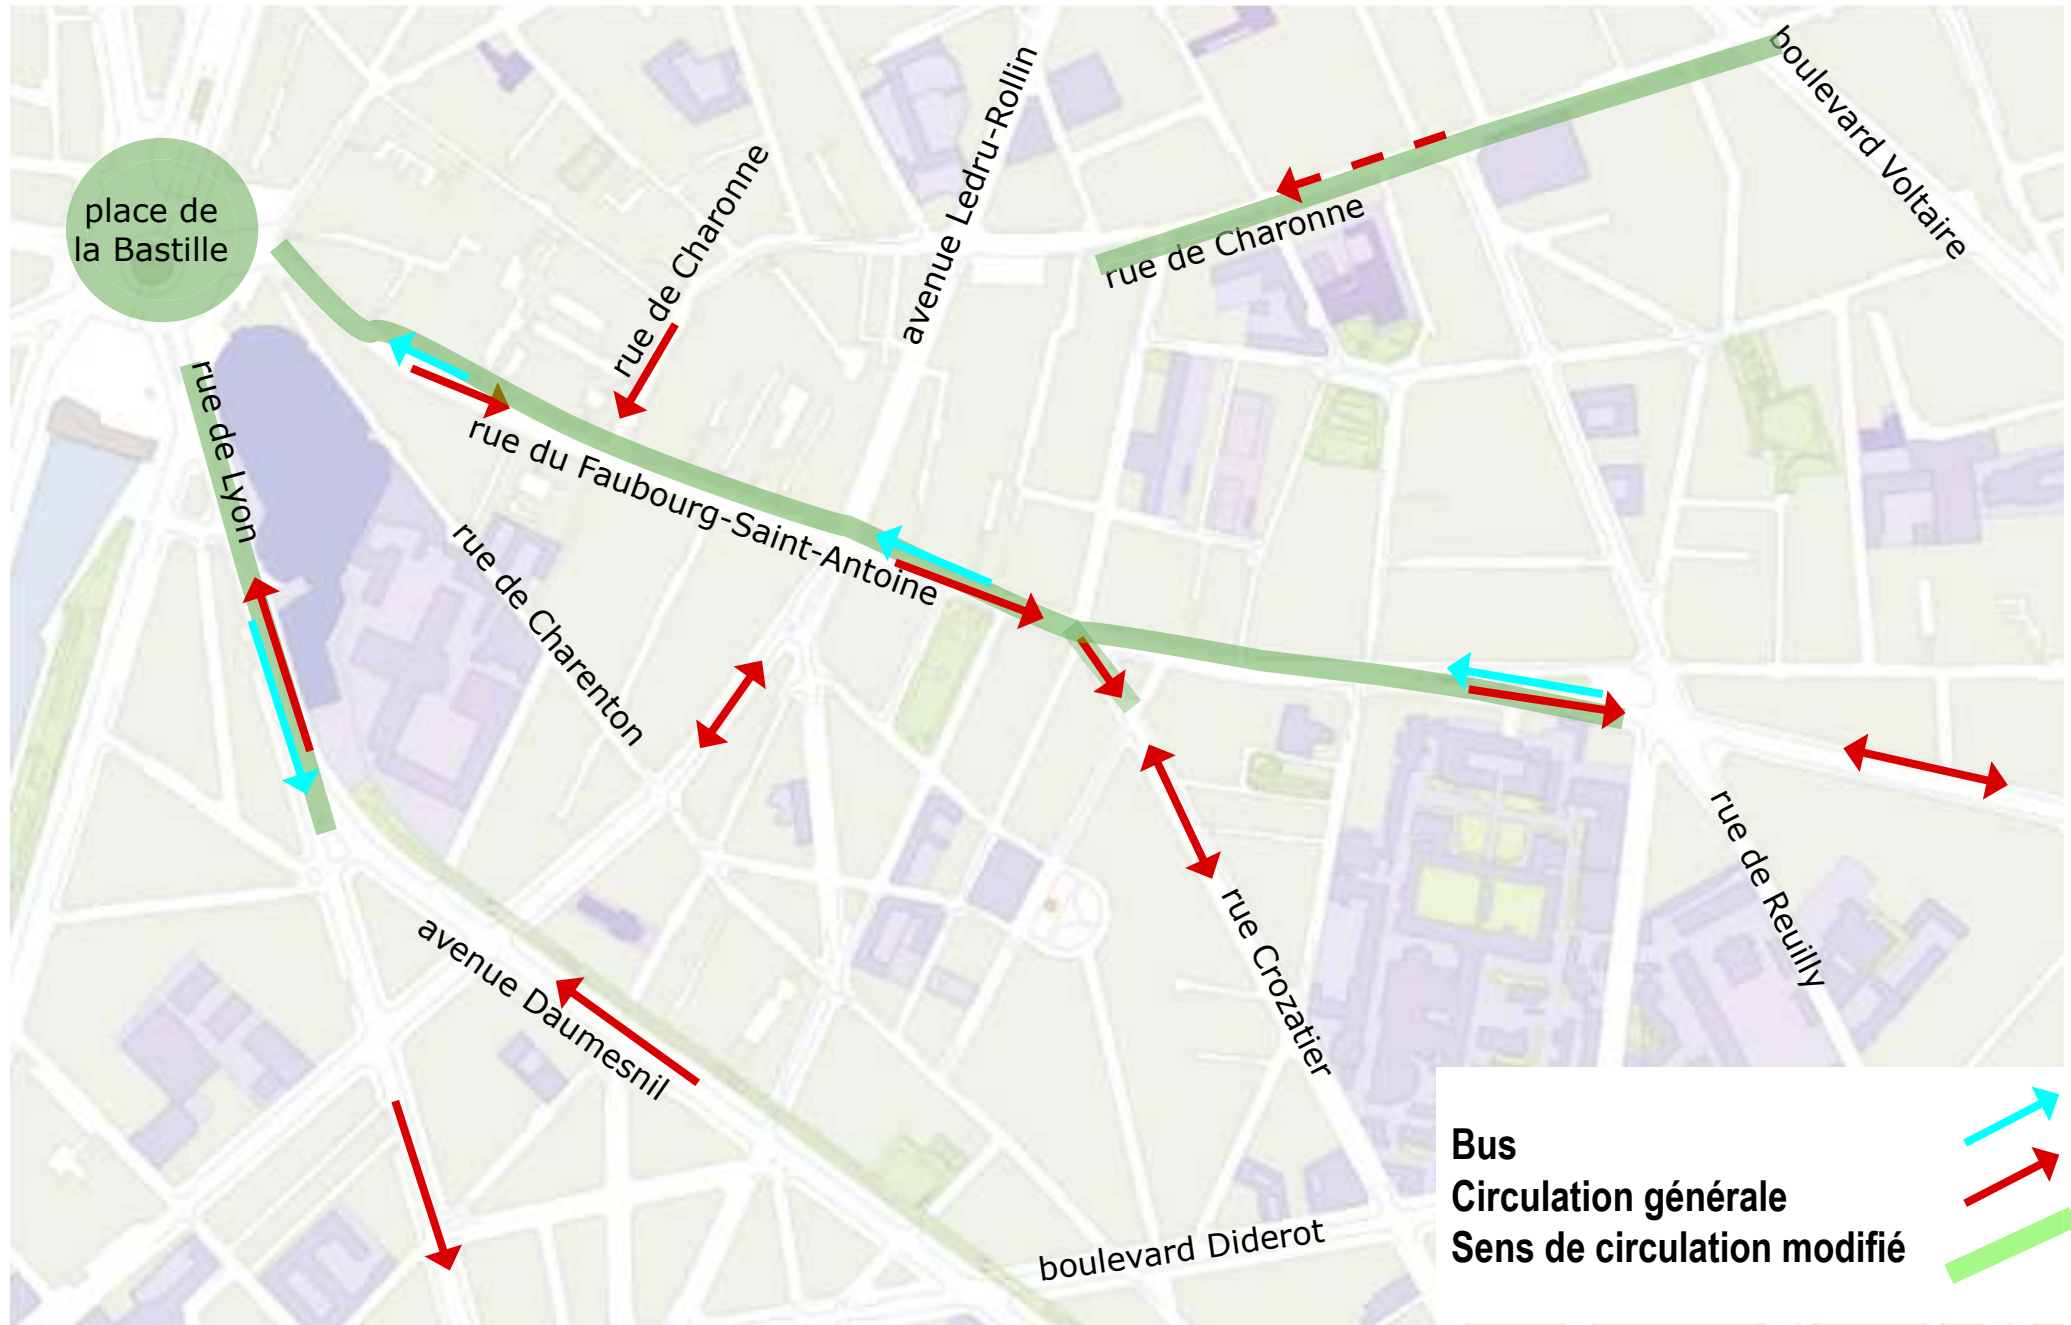 boulevard Voltaire
avenue Ledru-Rollin
rue de Charonne
place de
la Bastille
rue de Charonne
rue de Lyon
rue du Faubourg-Saint-Antoine
rue de Charenton
rue de Reuilly
rue Crozatier
avenue Daumesnil
boulevard Diderot
Bus
Circulation générale
Sens de circulation modifié